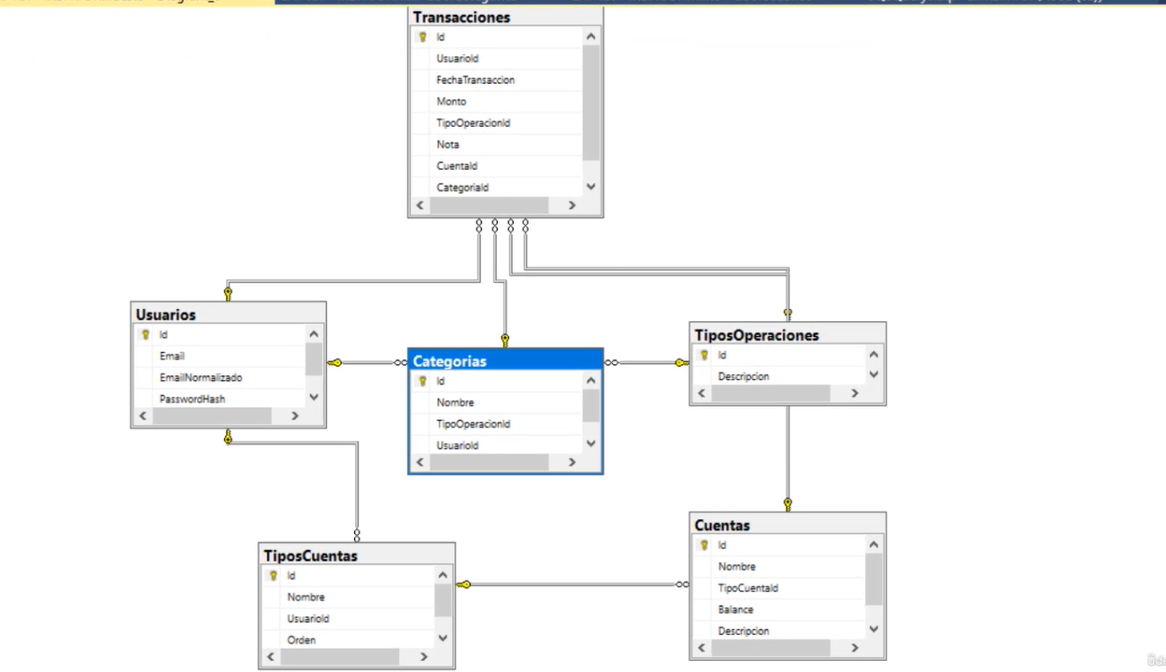 Transacciones
Id
UsuarioId
FechaTransaccion
Monto
TipoOperacionId
Nota
CuentaId
CategoriaId
Usuarios
Id
Email
EmailNormalizado
PasswordHash
Categorias
Id
Nombre
TipoOperacionId
UsuarioId
TiposOperaciones
Id
Descripcion
TiposCuentas
Id
Nombre
UsuarioId
Orden
Cuentas
Id
Nombre
TipoCuentaId
Balance
Descripcion